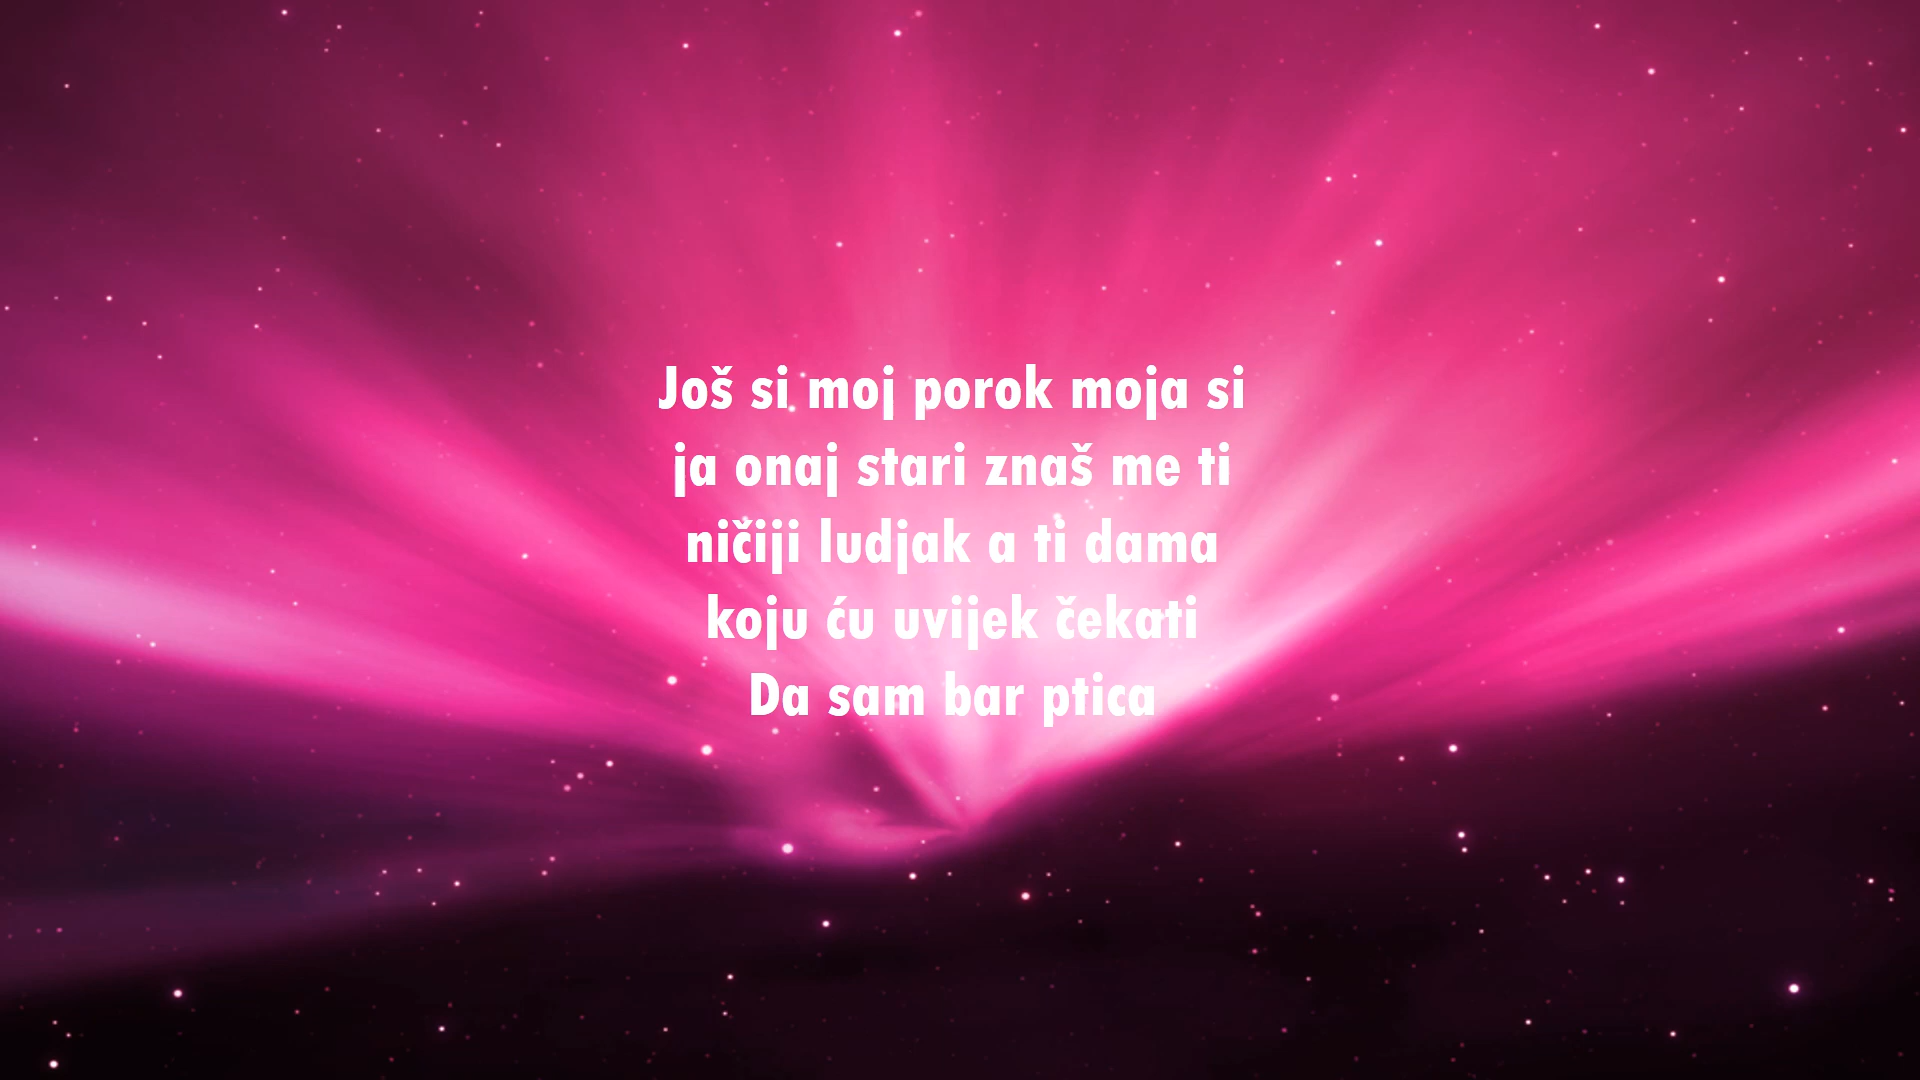 Još si moj porok moja si
ja onaj stari znaš me ti
ničiji ludjak a ti dama
koju ću uvijek čekati
Da sam bar ptica